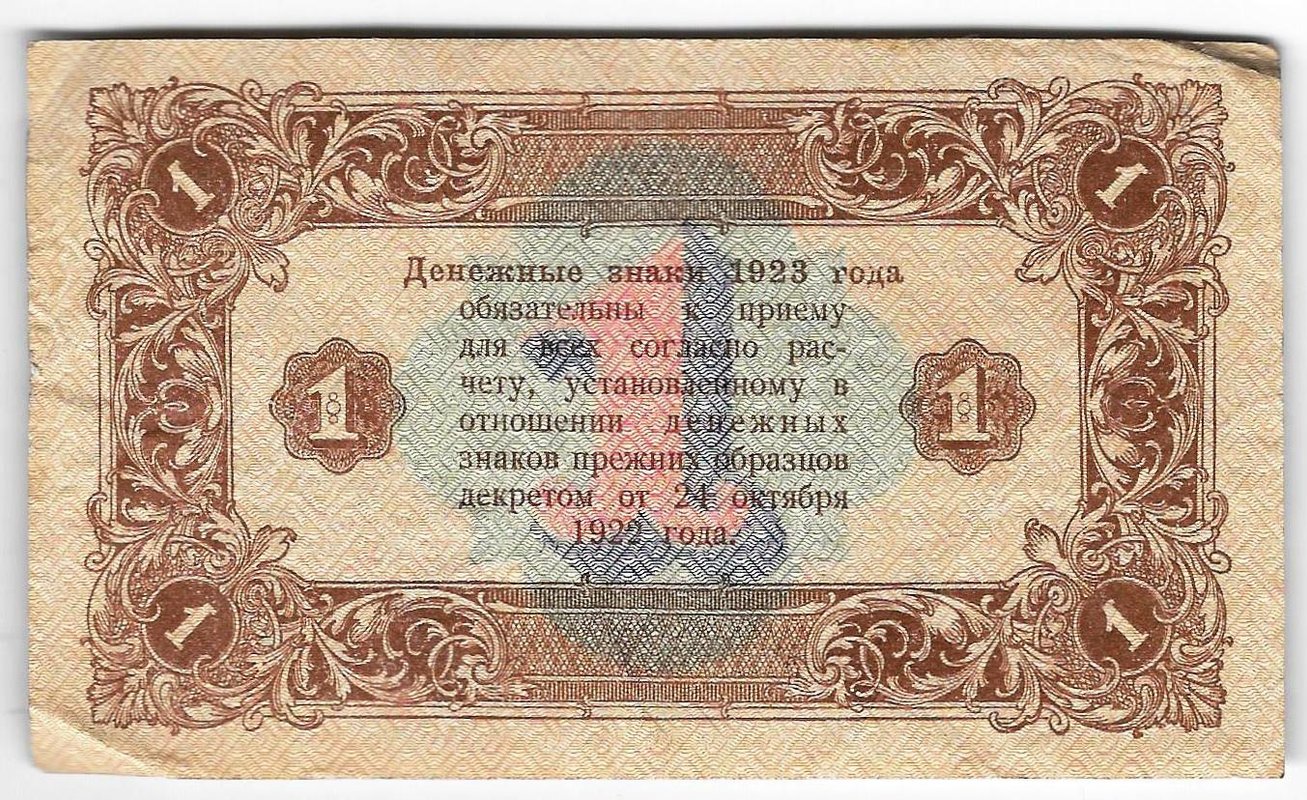 1 1
Денежные знаки 1923 года
обязательны к приему
для всех согласно рас-
чету, установленному в
1 1 1
отношении денежных
знаков прежних образцов
декретом от 24 октября
1922 года.
1 1